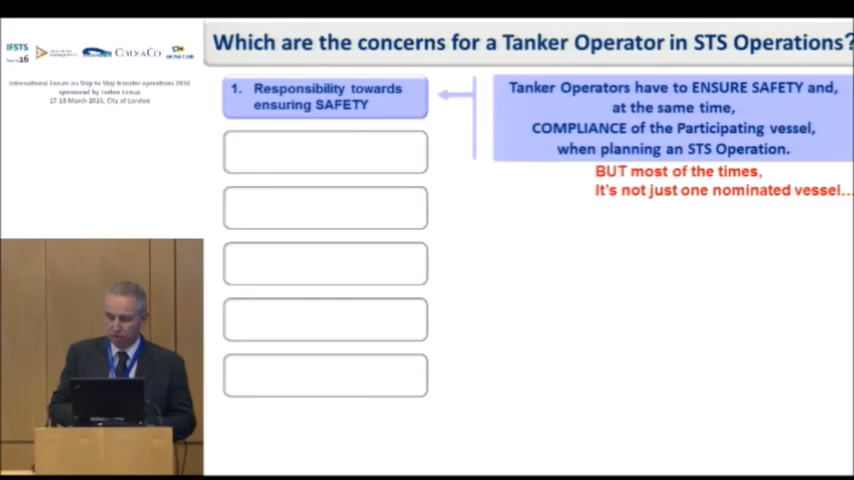 Which are the concerns for a Tanker Operator in STS Operations?
IFSTS
16
CLYDE&CO
International Forum on Ship to Ship transfer operations 2016
17-18 March 2016, City of London
1. Responsibility towards
ensuring SAFETY
Tanker Operators have to ENSURE SAFETY and,
at the same time,
COMPLIANCE of the Participating vessel,
when planning an STS Operation.
BUT most of the times,
It's not just one nominated vessel...